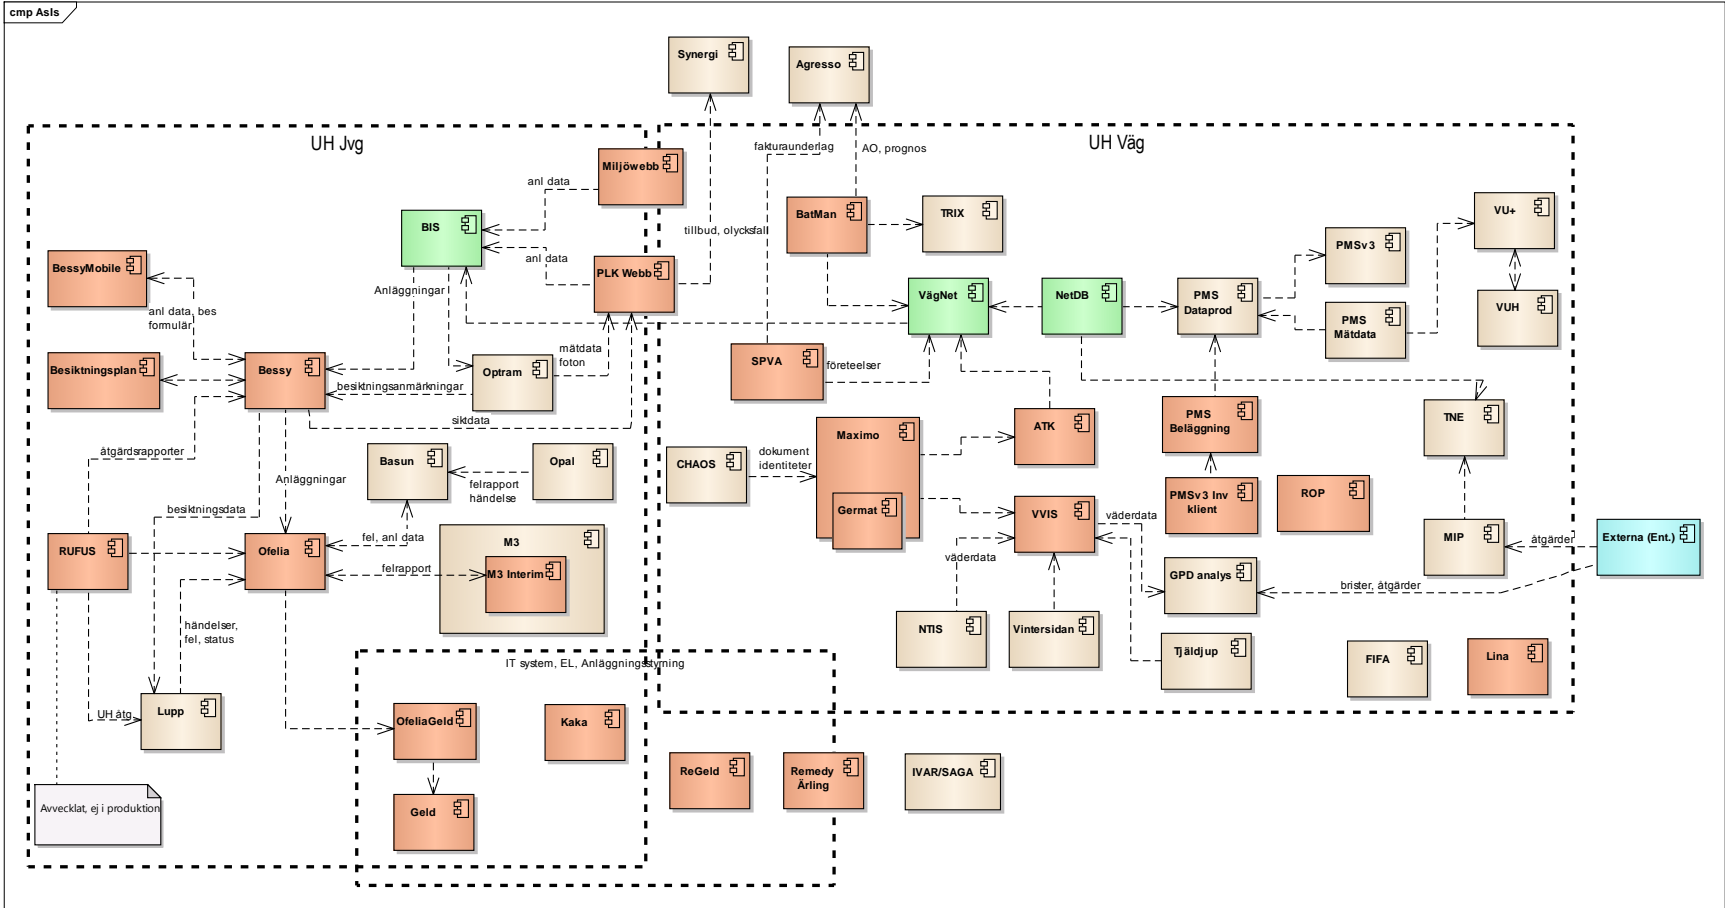 cmp AsIs
Synergi
Agresso
UH Jvg
UH Väg
fakturaunderlag
AO, prognos
Miljöwebb
anl data
BIS
BatMan
TRIX
VU+
tillbud, olycksfall
PMSv3
BessyMobile
anl data
PLK Webb
Anläggningar
VägNet
NetDB
PMS
Dataprod
VUH
anl data, bes
formulär
PMS
Mätdata
mätdata
foton
SPVA
företeelser
Besiktningsplan
Bessy
Optram
besiktningsanmärkningar
siktdata
Maximo
ATK
PMS
Beläggning
TNE
åtgärdsrapporter
Basun
Opal
CHAOS
dokument
identiteter
Anläggningar
felrapport
händelse
PMSv3 Inv
klient
ROP
besiktningsdata
Germat
VVIS
väderdata
RUFUS
Ofelia
fel, anl data
M3
MIP
åtgärder
Externa (Ent.)
väderdata
felrapport
M3 Interim
GPD analys
brister, åtgärder
händelser,
fel, status
NTIS
Vintersidan
Tjäldjup
FIFA
Lina
IT system, EL, Anläggningsstyrning
UH åtg
Lupp
OfeliaGeld
Kaka
ReGeld
Remedy
Ärling
IVAR/SAGA
Avvecklat, ej i produktion
Geld